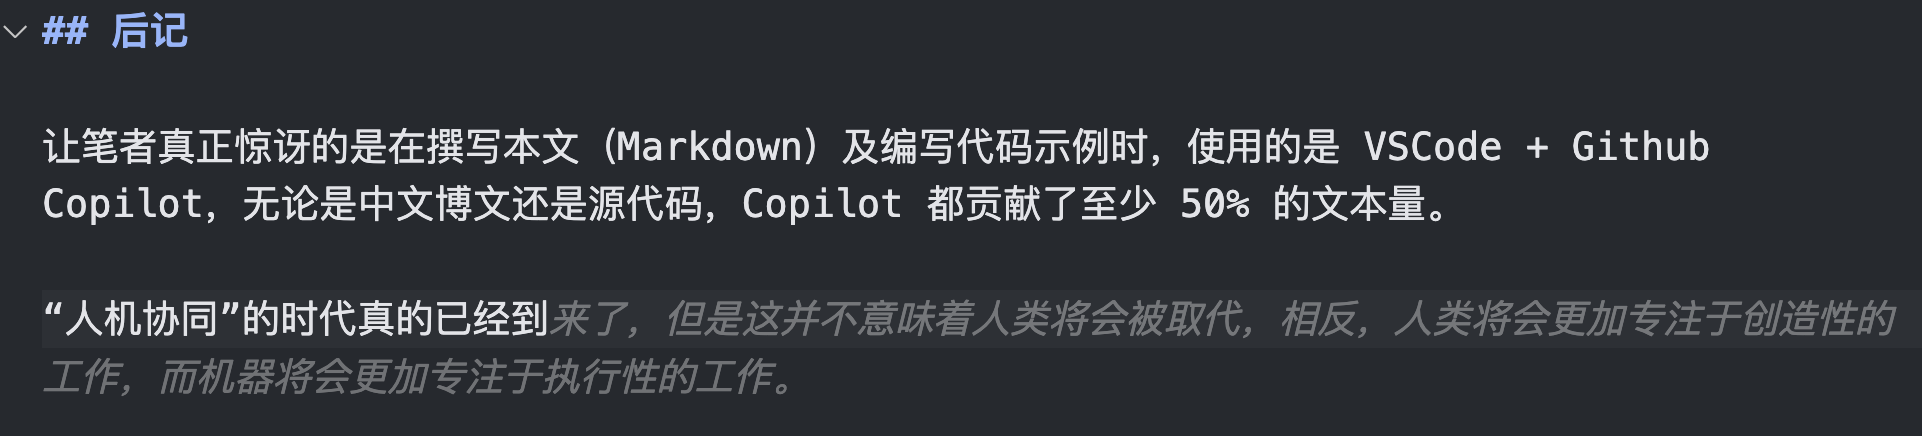 ## 后记
让笔者真正惊讶的是在撰写本文（Markdown）及编写代码示例时，使用的是 VSCode + Github
Copilot，无论是中文博文还是源代码，Copilot 都贡献了至少 50% 的文本量。
“人机协同”的时代真的已经到来了，但是这并不意味着人类将会被取代，相反，人类将会更加专注于创造性的
工作，而机器将会更加专注于执行性的工作。